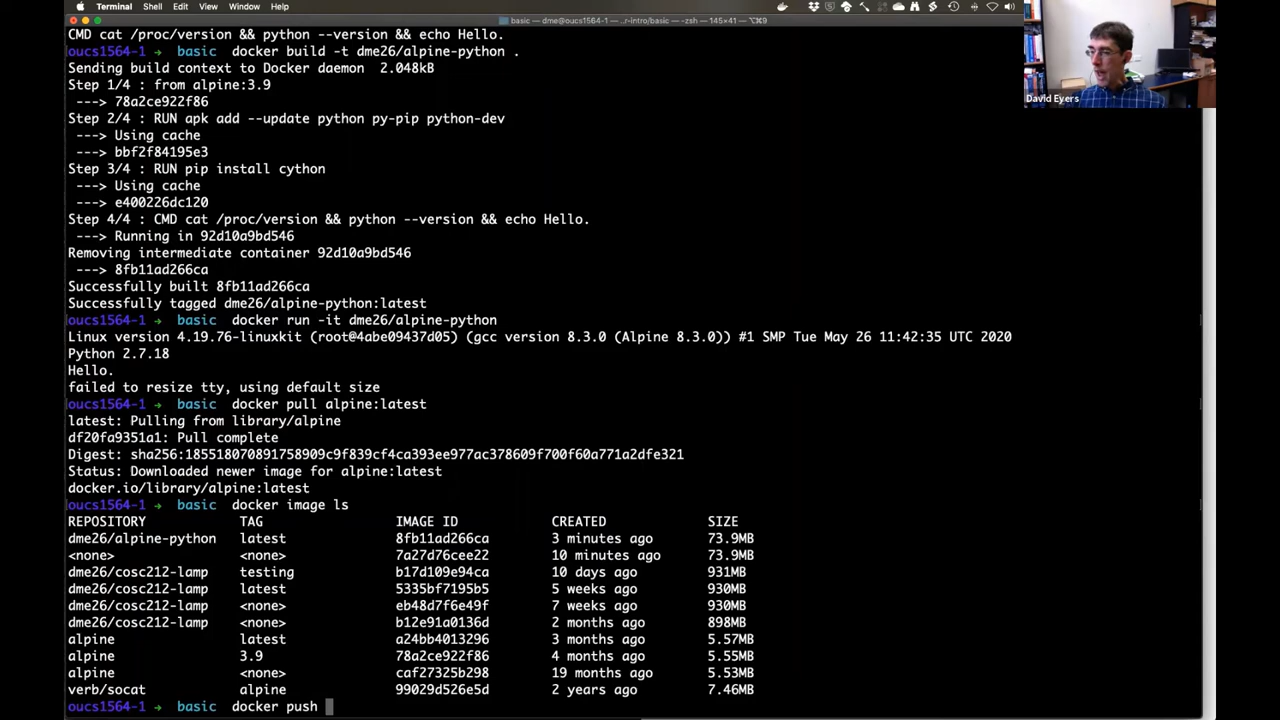 Terminal Shell Edit View Window Help
basic — dme@oucs1564-1 — ..r-intro/basic — -zsh — 145×41 ⌥⌘9
CMD cat /proc/version && python --version && echo Hello.
oucs1564-1 → basic docker build -t dme26/alpine-python .
Sending build context to Docker daemon 2.048kB
Step 1/4 : from alpine:3.9
---> 78a2ce922f86
Step 2/4 : RUN apk add --update python py-pip python-dev
---> Using cache
---> bbf2f84195e3
Step 3/4 : RUN pip install cython
---> Using cache
---> e400226dc120
Step 4/4 : CMD cat /proc/version && python --version && echo Hello.
---> Running in 92d10a9bd546
Removing intermediate container 92d10a9bd546
---> 8fb11ad266ca
Successfully built 8fb11ad266ca
Successfully tagged dme26/alpine-python:latest
oucs1564-1 → basic docker run -it dme26/alpine-python
Linux version 4.19.76-linuxkit (root@4abe09437d05) (gcc version 8.3.0 (Alpine 8.3.0)) #1 SMP Tue May 26 11:42:35 UTC 2020
Python 2.7.18
Hello.
failed to resize tty, using default size
oucs1564-1 → basic docker pull alpine:latest
latest: Pulling from library/alpine
df20fa9351a1: Pull complete
Digest: sha256:185518070891758909c9f839cf4ca393ee977ac378609f700f60a771a2dfe321
Status: Downloaded newer image for alpine:latest
docker.io/library/alpine:latest
oucs1564-1 → basic docker image ls
REPOSITORY TAG IMAGE ID CREATED SIZE
dme26/alpine-python latest 8fb11ad266ca 3 minutes ago 73.9MB
<none> <none> 7a27d76cee22 10 minutes ago 73.9MB
dme26/cosc212-lamp testing b17d109e94ca 10 days ago 931MB
dme26/cosc212-lamp latest 5335bf7195b5 5 weeks ago 930MB
dme26/cosc212-lamp <none> eb48d7f6e49f 7 weeks ago 930MB
dme26/cosc212-lamp <none> b12e91a0136d 2 months ago 898MB
alpine latest a24bb4013296 3 months ago 5.57MB
alpine 3.9 78a2ce922f86 4 months ago 5.55MB
alpine <none> caf27325b298 19 months ago 5.53MB
verb/socat alpine 99029d526e5d 2 years ago 7.46MB
oucs1564-1 → basic docker push
David Eyers